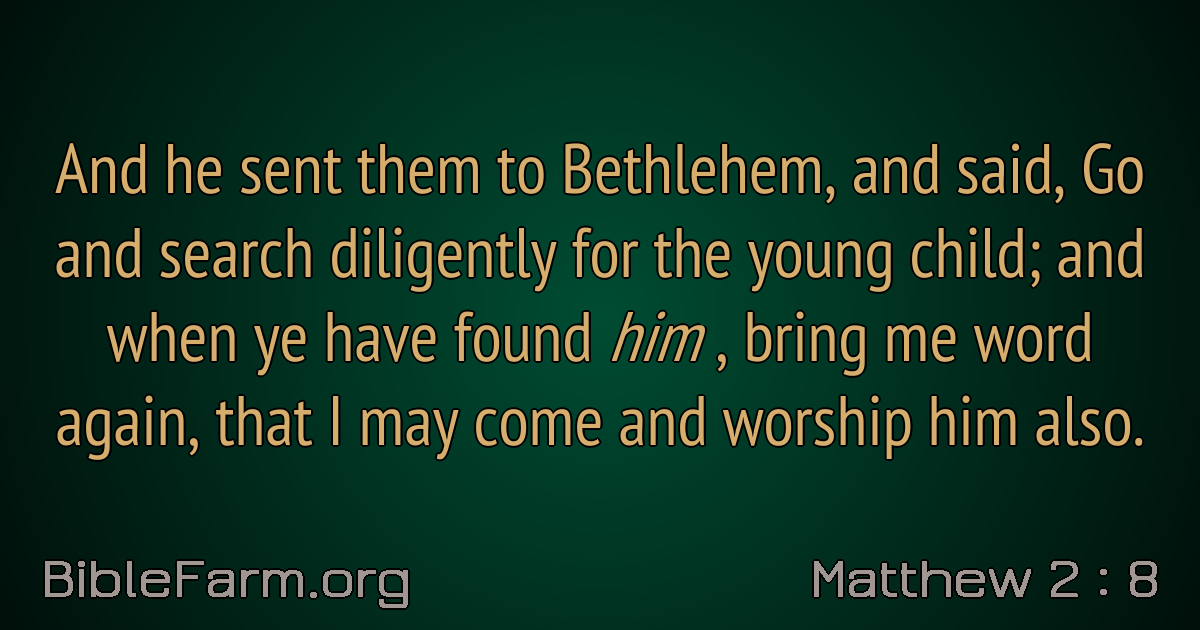 And he sent them to Bethlehem, and said, Go
and search diligently for the young child; and
when ye have found him , bring me word
again, that I may come and worship him also.
BibleFarm.org
Matthew 2 : 8